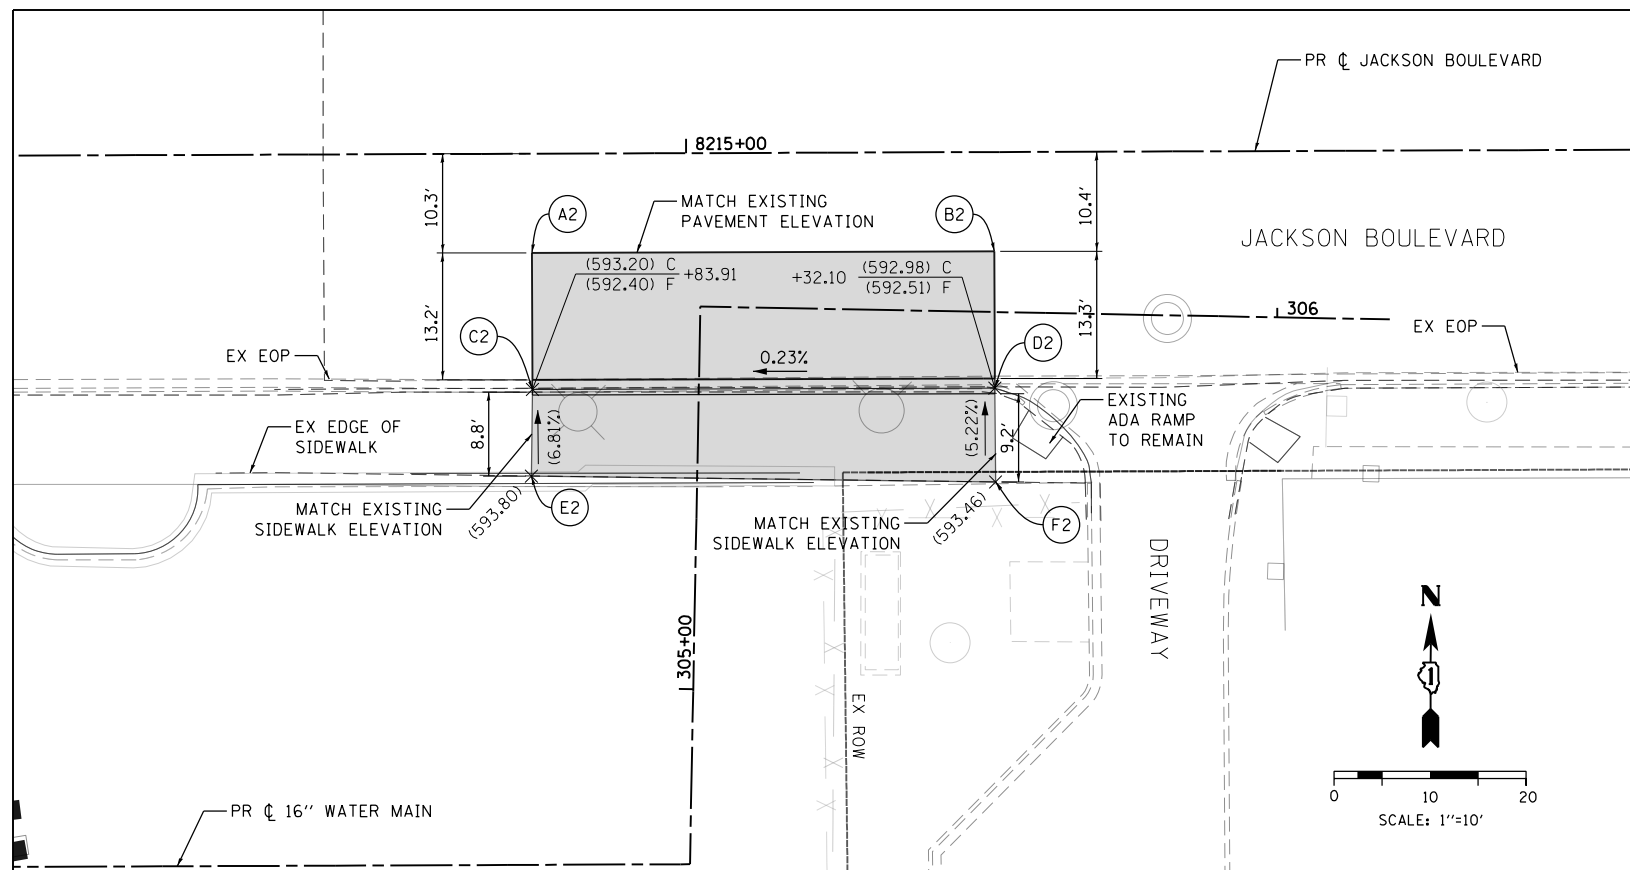 PR ℄ JACKSON BOULEVARD
8215+00
10.3'
10.4'
A2
MATCH EXISTING
PAVEMENT ELEVATION
B2
JACKSON BOULEVARD
(593.20) C
(592.40) F
+83.91
+32.10
(592.98) C
(592.51) F
13.2'
13.3'
306
C2
D2
EX EOP
EX EOP
0.23%
EX EDGE OF
SIDEWALK
8.8'
(6.81%)
(5.22%)
9.2'
EXISTING
ADA RAMP
TO REMAIN
MATCH EXISTING
SIDEWALK ELEVATION
(593.80)
E2
MATCH EXISTING
SIDEWALK ELEVATION
(593.46)
F2
DRIVEWAY
305+00
EX ROW
N
1
0 10 20
SCALE: 1"=10'
PR ℄ 16" WATER MAIN